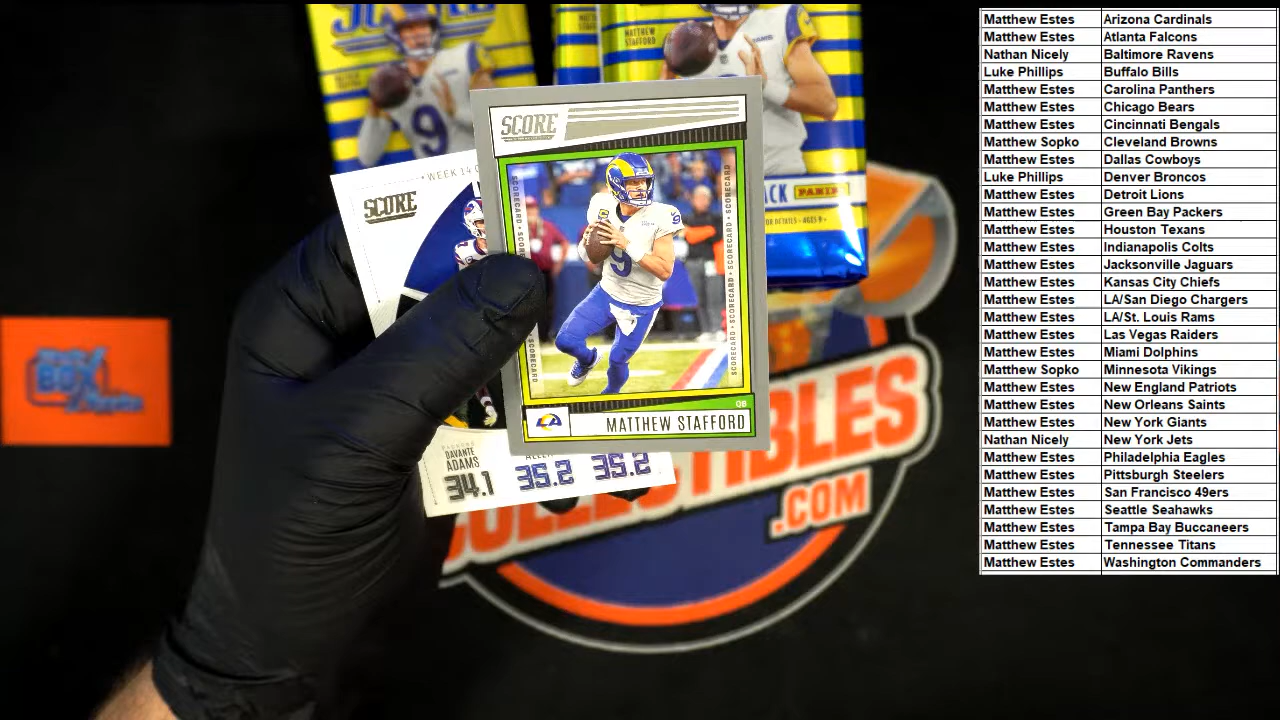 MATTHEW
STAFFORD
RAMS
SCORE
WEEK 14
SCORE
SCORECARD • SCORECARD
SCORECARD • SCORECARD • SCORECARD
SCORECARD
PANINI
QB
MATTHEW STAFFORD
LA
DAVANTE
ADAMS
34.1
35.2
35.2
.COM
Matthew Estes Arizona Cardinals
Matthew Estes Atlanta Falcons
Nathan Nicely Baltimore Ravens
Luke Phillips Buffalo Bills
Matthew Estes Carolina Panthers
Matthew Estes Chicago Bears
Matthew Estes Cincinnati Bengals
Matthew Sopko Cleveland Browns
Matthew Estes Dallas Cowboys
Luke Phillips Denver Broncos
Matthew Estes Detroit Lions
Matthew Estes Green Bay Packers
Matthew Estes Houston Texans
Matthew Estes Indianapolis Colts
Matthew Estes Jacksonville Jaguars
Matthew Estes Kansas City Chiefs
Matthew Estes LA/San Diego Chargers
Matthew Estes LA/St. Louis Rams
Matthew Estes Las Vegas Raiders
Matthew Estes Miami Dolphins
Matthew Sopko Minnesota Vikings
Matthew Estes New England Patriots
Matthew Estes New Orleans Saints
Matthew Estes New York Giants
Nathan Nicely New York Jets
Matthew Estes Philadelphia Eagles
Matthew Estes Pittsburgh Steelers
Matthew Estes San Francisco 49ers
Matthew Estes Seattle Seahawks
Matthew Estes Tampa Bay Buccaneers
Matthew Estes Tennessee Titans
Matthew Estes Washington Commanders